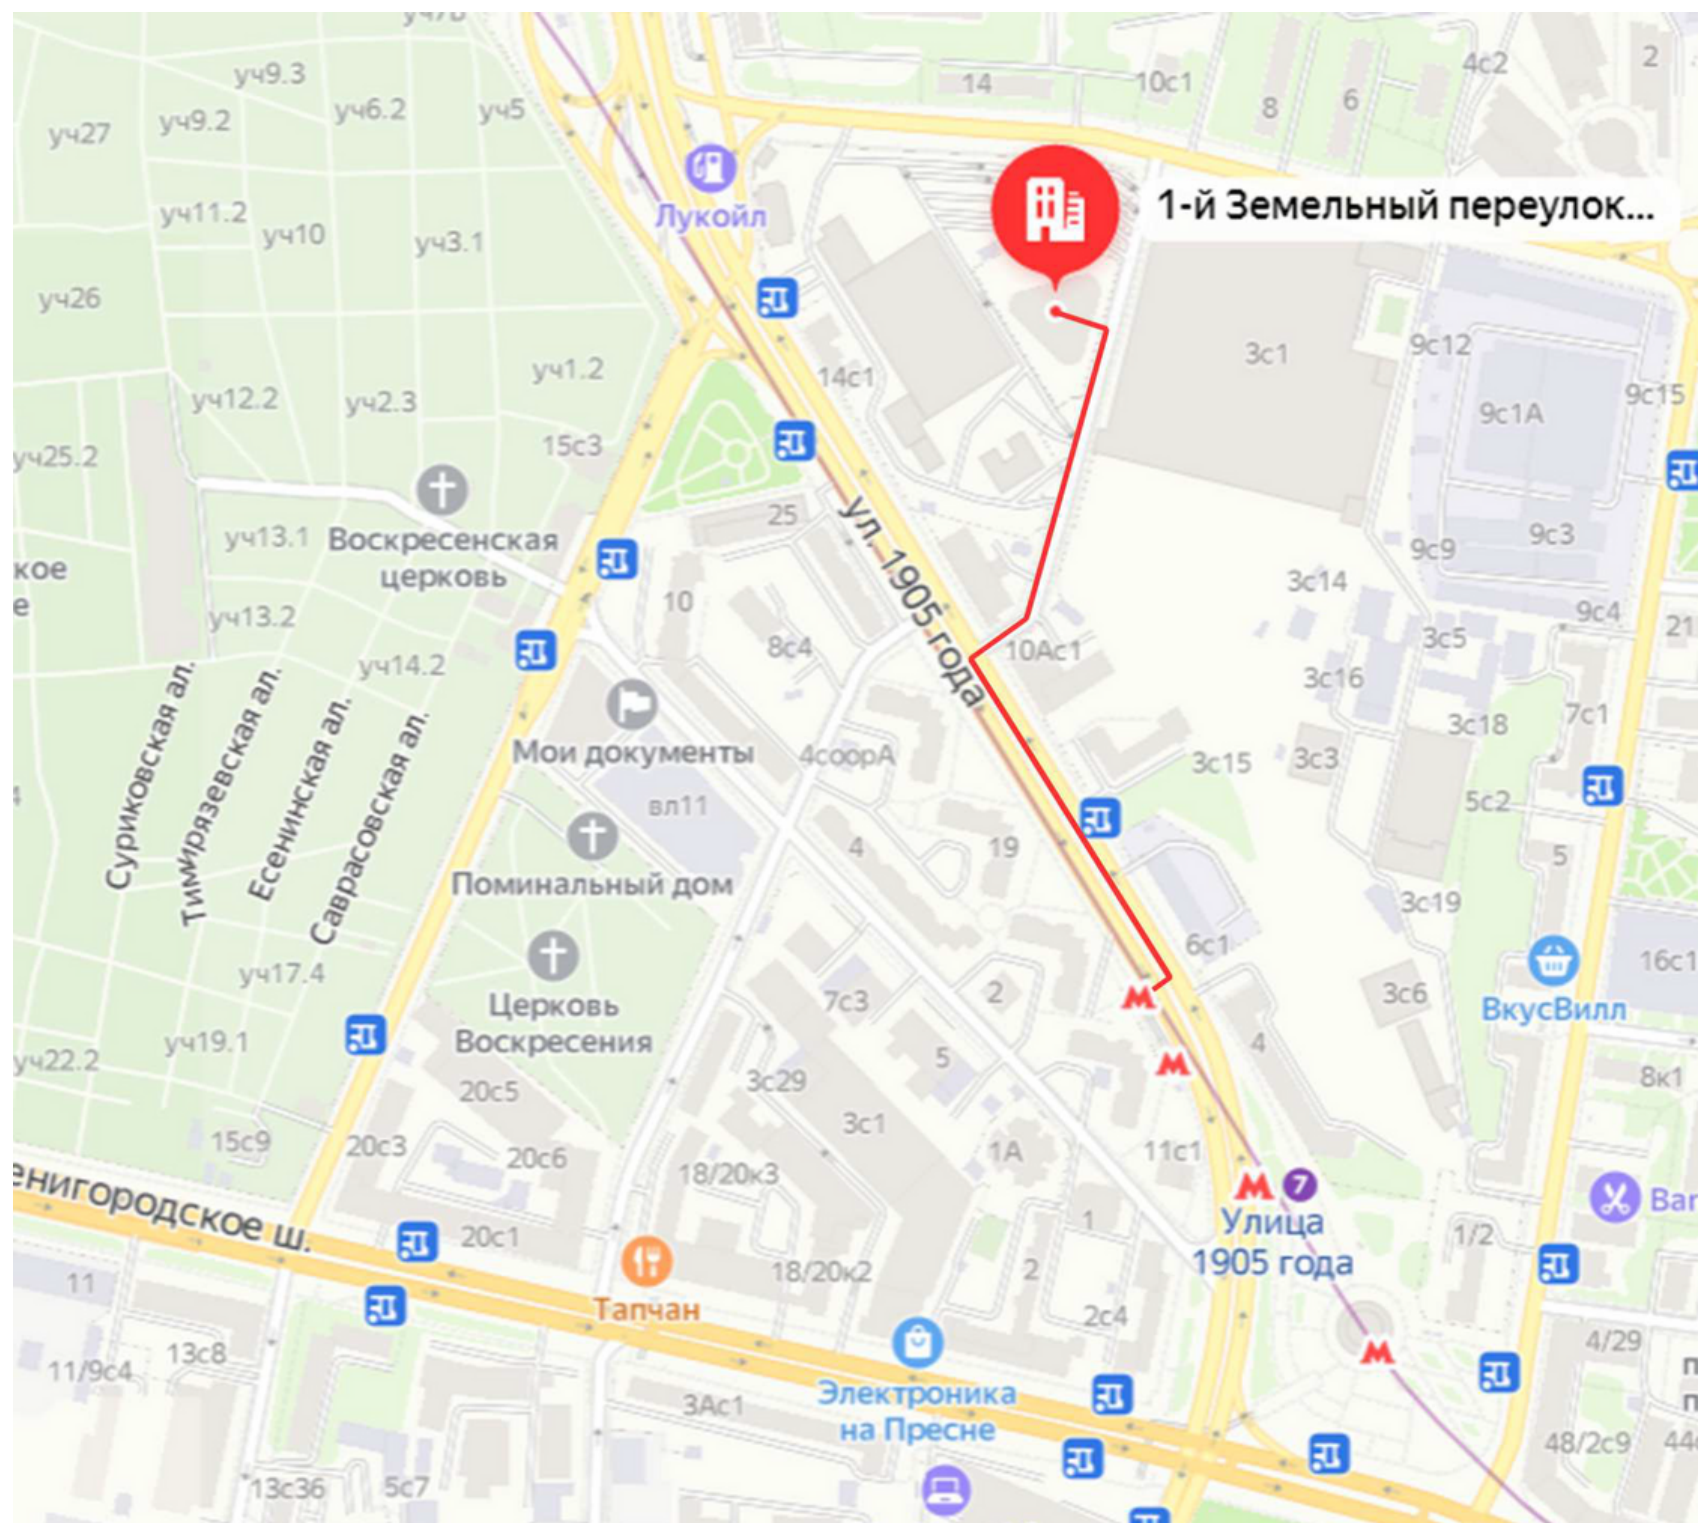 уч9.3
уч6.2
уч5
уч9.2
уч27
14
10с1
8
6
4с2
2
Лукойл
1-й Земельный переулок...
уч11.2
уч10
уч3.1
уч26
уч1.2
уч12.2
уч2.3
15с3
уч25.2
14с1
3с1
9с12
9с15
9с1А
9с3
9с9
9с4
21
Воскресенская
церковь
уч13.1
уч13.2
уч14.2
кое
е
25
10
8с4
ул. 1905 года
10Ас1
3с14
3с5
3с16
3с18
7с1
3с3
3с15
5с2
5
3с19
Суриковская ал.
Тимирязевская ал.
Есенинская ал.
Саврасовская ал.
Мои документы
вл11
4соорА
4
19
Поминальный дом
6с1
16с1
ВкусВилл
3с6
уч17.4
Церковь
Воскресения
7с3
2
уч19.1
уч22.2
4
20с5
3с29
5
3с1
1А
11с1
8к1
15с9
20с3
20с6
18/20к3
7
Улица
1905 года
Bar
1/2
енигородское ш.
20с1
1
18/20к2
2
2с4
11
Тапчан
4/29
11/9с4
13с8
3Ас1
Электроника
на Пресне
п
п
48/2с9
44
13с36
5с7